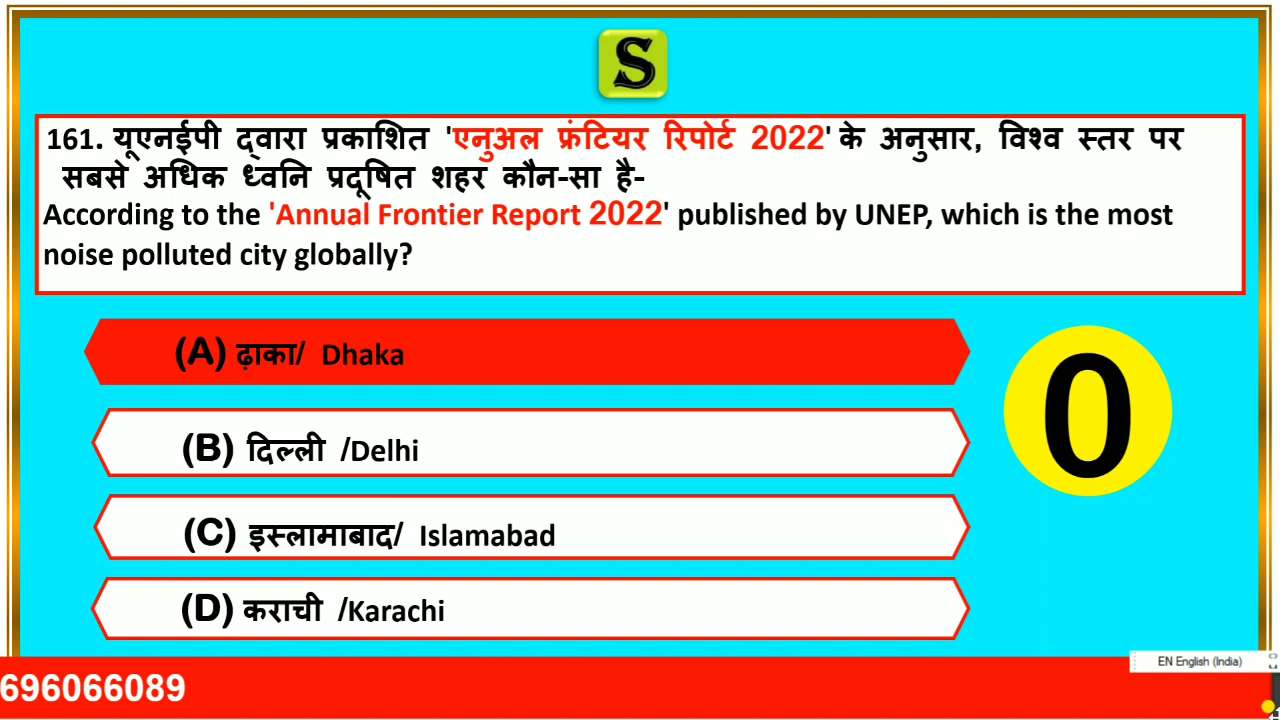 S
161. यूएनईपी द्वारा प्रकाशित 'एनुअल फ्रंटियर रिपोर्ट 2022' के अनुसार, विश्व स्तर पर
सबसे अधिक ध्वनि प्रदूषित शहर कौन-सा है-
According to the 'Annual Frontier Report 2022' published by UNEP, which is the most
noise polluted city globally?
(A) ढ़ाका/ Dhaka
0
(B) दिल्ली /Delhi
(C) इस्लामाबाद/ Islamabad
(D) कराची /Karachi
EN English (India)
696066089